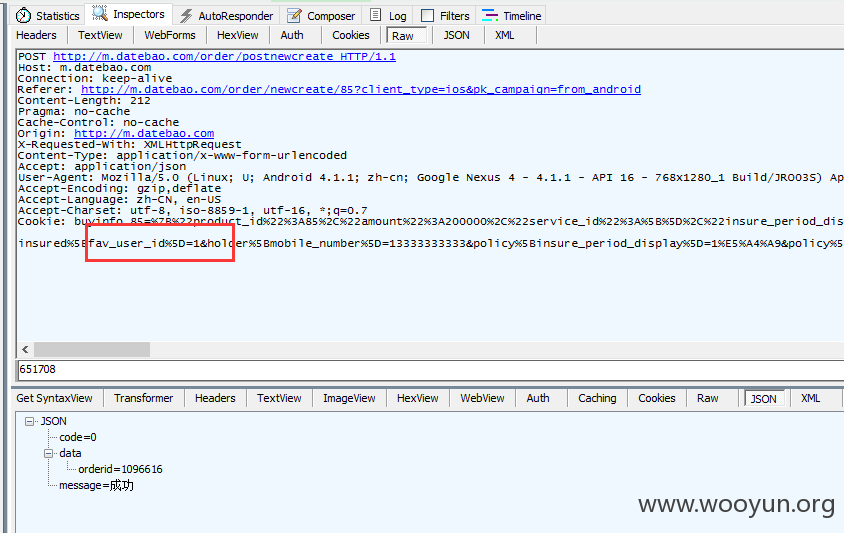 Statistics Inspectors AutoResponder Composer Log Filters Timeline
Headers TextView WebForms HexView Auth Cookies Raw JSON XML
POST http://m.datebao.com/order/postnewcreate HTTP/1.1
Host: m.datebao.com
Connection: keep-alive
Referer: http://m.datebao.com/order/newcreate/85?client_type=ios&pk_campaign=from_android
Content-Length: 212
Pragma: no-cache
Cache-Control: no-cache
Origin: http://m.datebao.com
X-Requested-With: XMLHttpRequest
Content-Type: application/x-www-form-urlencoded
Accept: application/json
User-Agent: Mozilla/5.0 (Linux; U; Android 4.1.1; zh-cn; Google Nexus 4 - 4.1.1 - API 16 - 768x1280_1 Build/JRO03S) Ap
Accept-Encoding: gzip,deflate
Accept-Language: zh-CN, en-US
Accept-Charset: utf-8, iso-8859-1, utf-16, *;q=0.7
Cookie: buyinfo_85=%7B%22product_id%22%3A85%2C%22amount%22%3A200000%2C%22service_id%22%3A%5B%5D%2C%22insure_period_dis
insured%5Bfav_user_id%5D=1&holder%5Bmobile_number%5D=13333333333&policy%5Binsure_period_display%5D=1%E5%A4%A9&policy%5
651708
Get SyntaxView Transformer Headers TextView ImageView HexView WebView Auth Caching Cookies Raw JSON XML
JSON
code=0
data
orderid=1096616
message=成功
www.wooyun.org